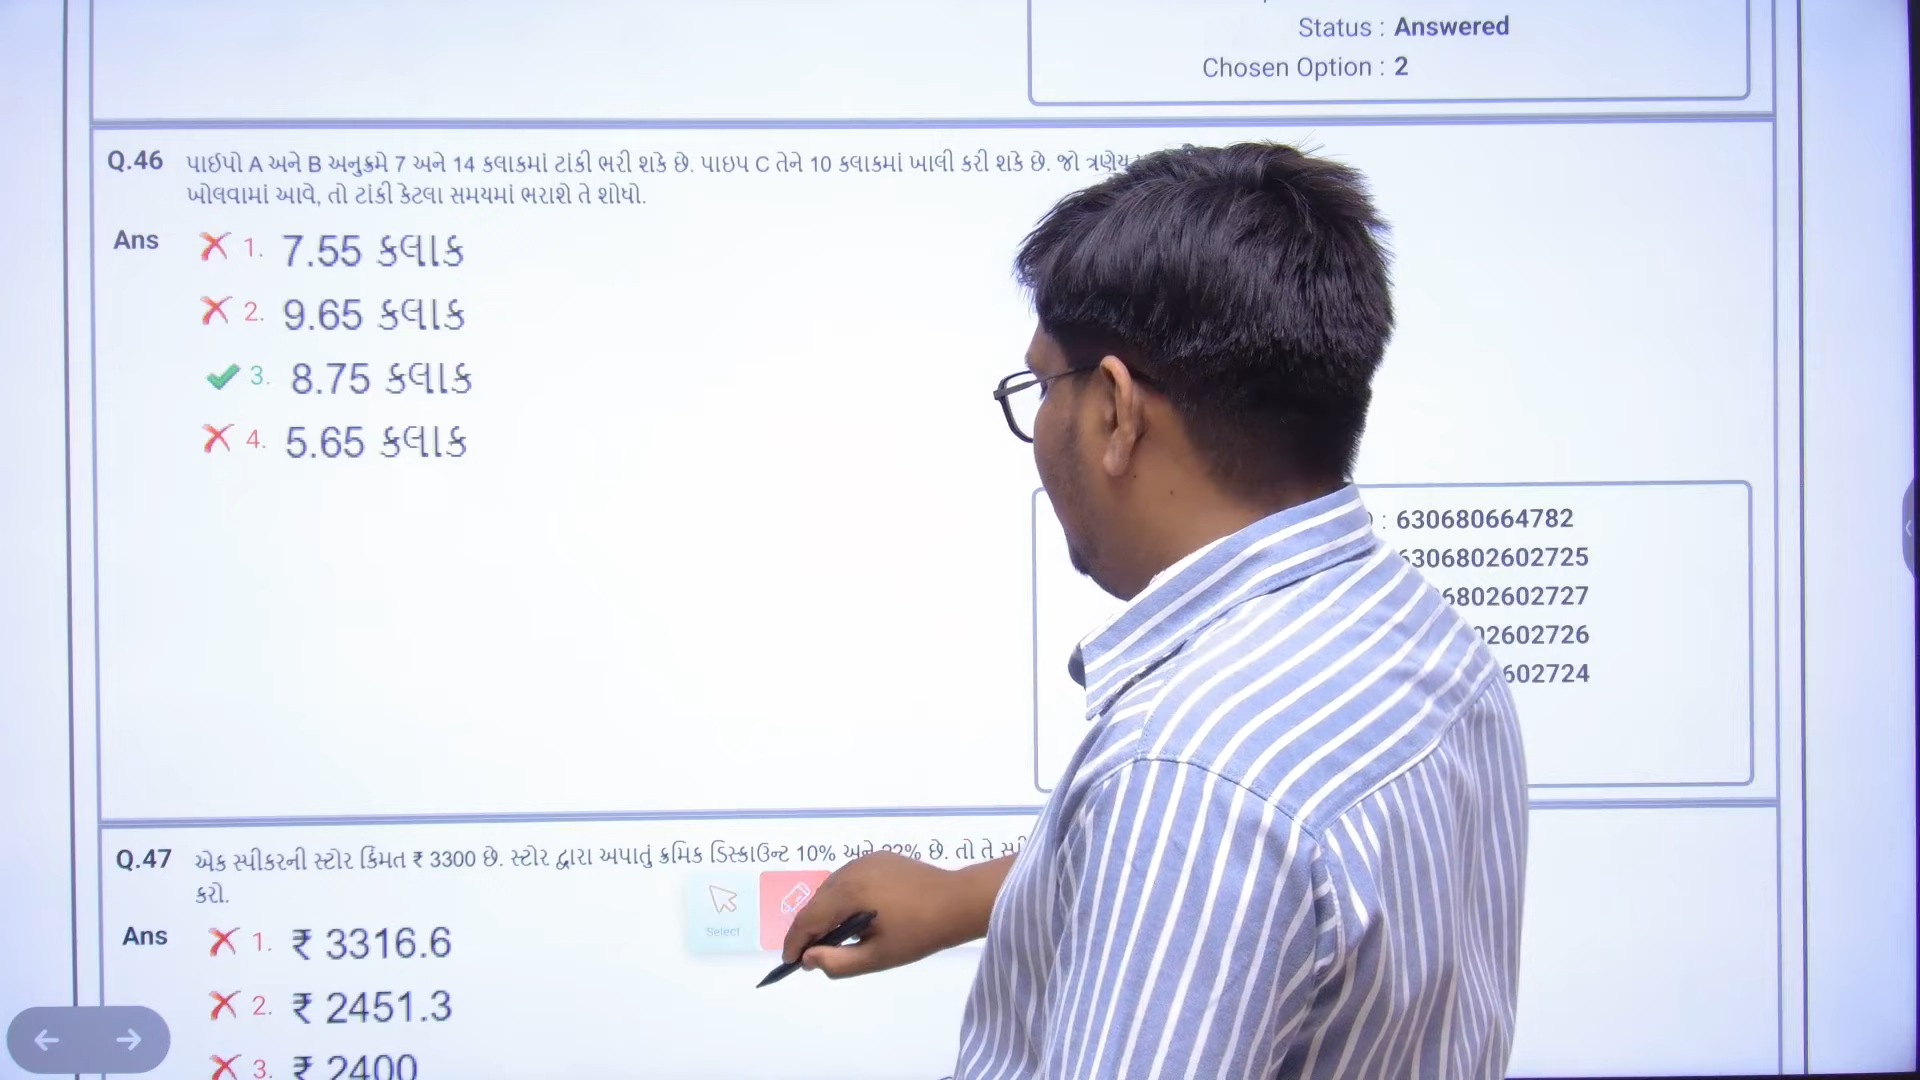 Status : Answered
Chosen Option : 2
Q.46 પાઈપો A અને B અનુક્રમે 7 અને 14 કલાકમાં ટાંકી ભરી શકે છે. પાઇપ C તેને 10 કલાકમાં ખાલી કરી શકે છે. જો ત્રણેય
ખોલવામાં આવે, તો ટાંકી કેટલા સમયમાં ભરાશે તે શોધો.
Ans 1. 7.55 કલાક
2. 9.65 કલાક
3. 8.75 કલાક
4. 5.65 કલાક
: 630680664782
6306802602725
6802602727
02602726
602724
Q.47 એક સ્પીકરની સ્ટોર કિંમત ₹ 3300 છે. સ્ટોર દ્વારા અપાતું ક્રમિક ડિસ્કાઉન્ટ 10% અને 22% છે. તો તે
કરો.
Select
Ans 1. ₹ 3316.6
2. ₹ 2451.3
3. ₹ 2400